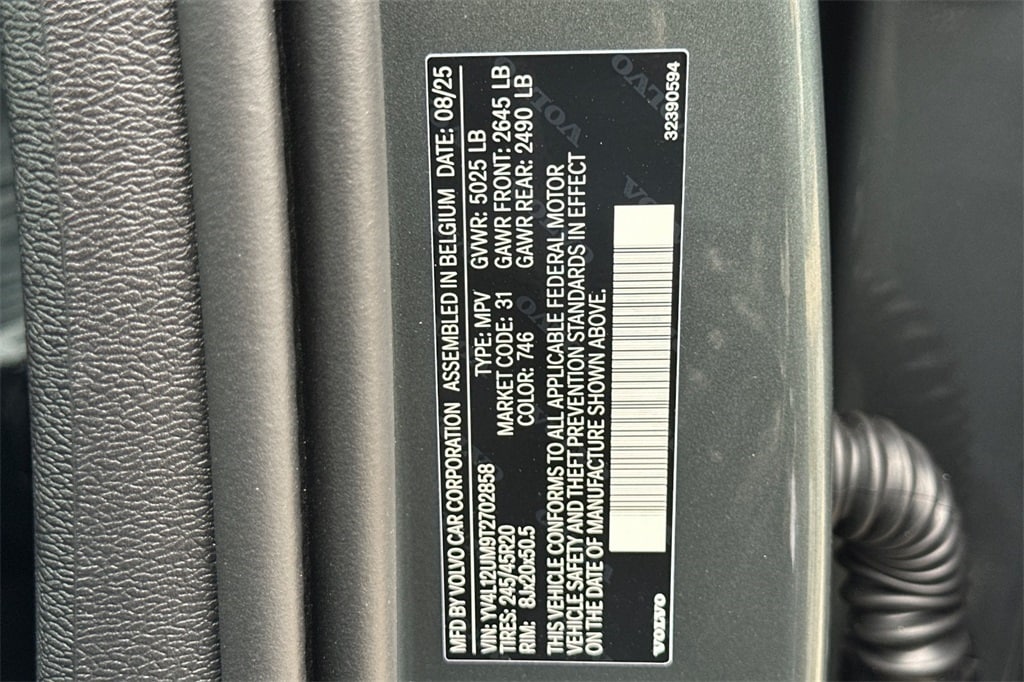 MFD BY VOLVO CAR CORPORATION ASSEMBLED IN BELGIUM DATE: 08/25
VIN: YV4L12UM9T2702858 TYPE: MPV GVWR: 5025 LB
TIRES: 245/45R20 MARKET CODE: 31 GAWR FRONT: 2645 LB
RIM: 8Jx20x50.5 COLOR: 746 GAWR REAR: 2490 LB
THIS VEHICLE CONFORMS TO ALL APPLICABLE FEDERAL MOTOR
VEHICLE SAFETY AND THEFT PREVENTION STANDARDS IN EFFECT
ON THE DATE OF MANUFACTURE SHOWN ABOVE.
VOLVO 32390594